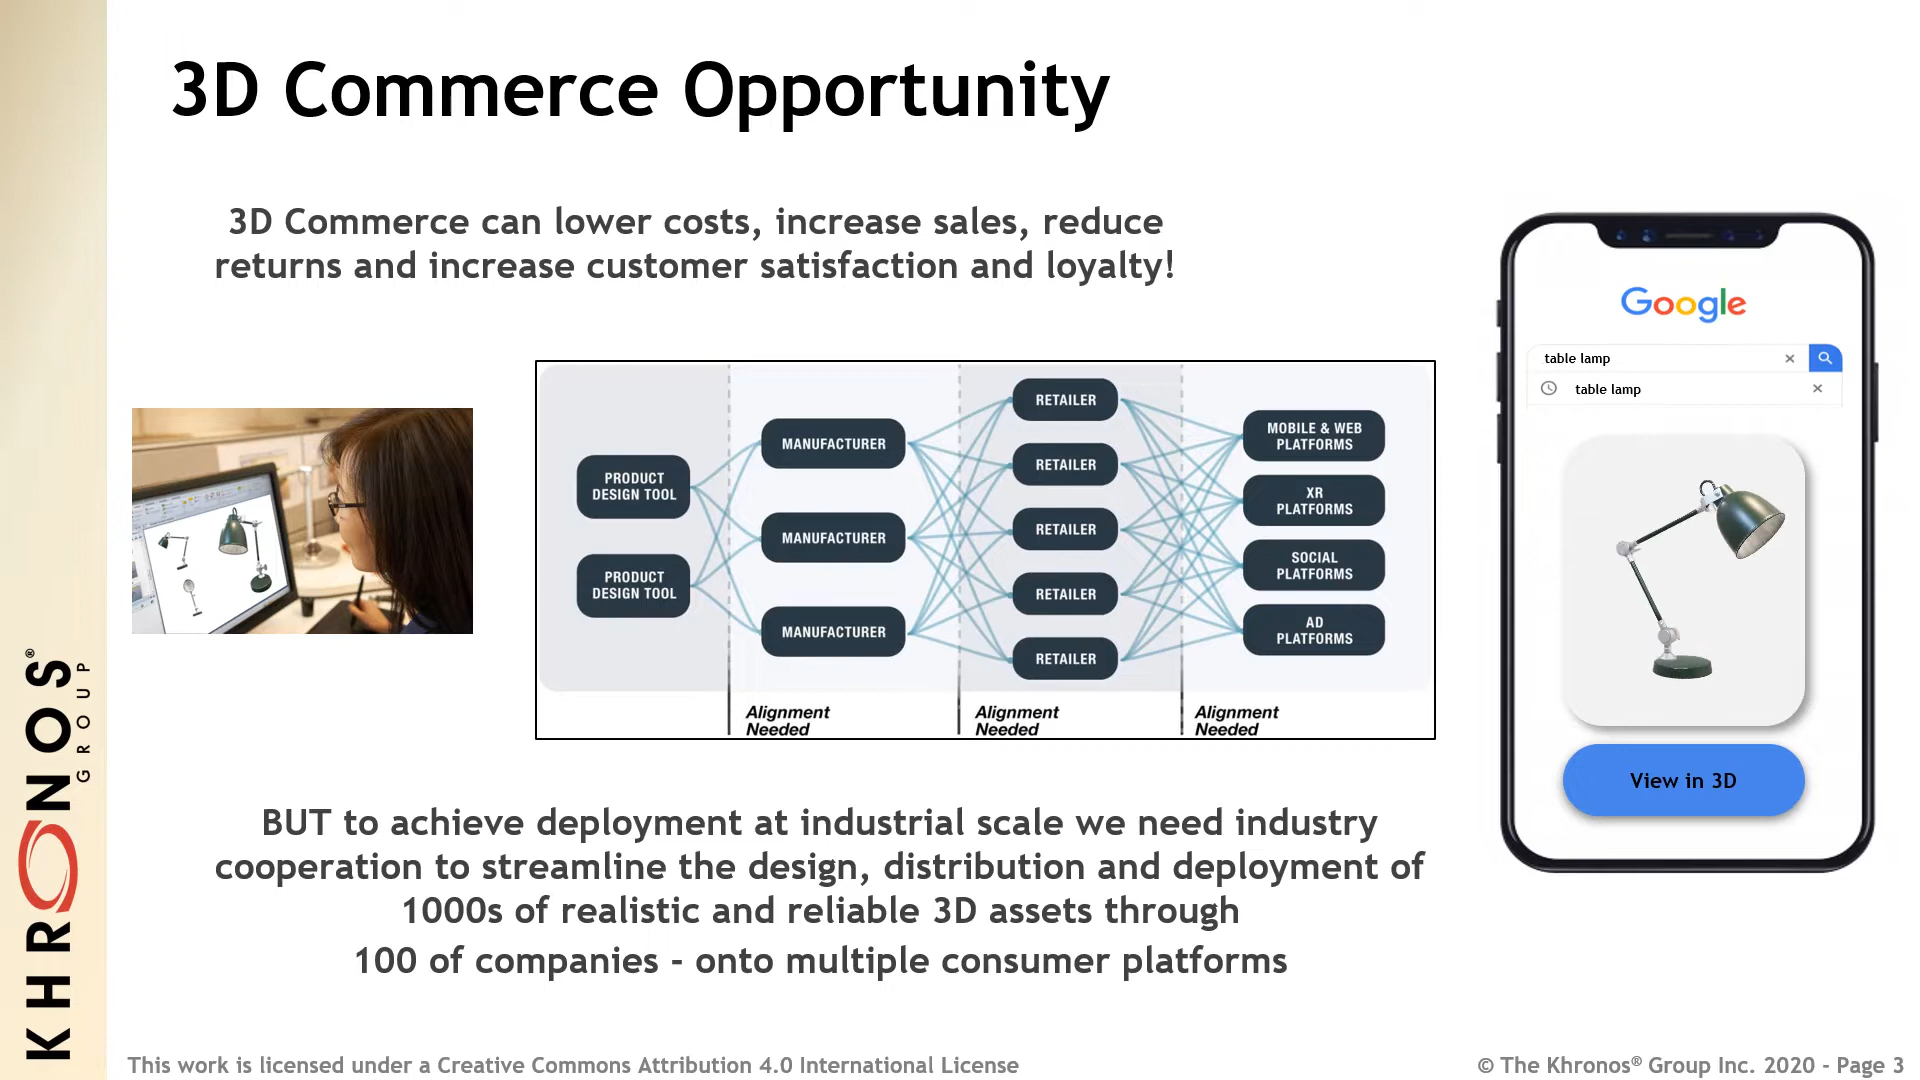 3D Commerce Opportunity
3D Commerce can lower costs, increase sales, reduce
returns and increase customer satisfaction and loyalty!
PRODUCT
DESIGN TOOL
PRODUCT
DESIGN TOOL
MANUFACTURER
MANUFACTURER
MANUFACTURER
RETAILER
RETAILER
RETAILER
RETAILER
RETAILER
MOBILE & WEB
PLATFORMS
XR
PLATFORMS
SOCIAL
PLATFORMS
AD
PLATFORMS
Alignment
Needed
Alignment
Needed
Alignment
Needed
Google
table lamp
table lamp
View in 3D
BUT to achieve deployment at industrial scale we need industry
cooperation to streamline the design, distribution and deployment of
1000s of realistic and reliable 3D assets through
100 of companies - onto multiple consumer platforms
KHRONOS®
GROUP
This work is licensed under a Creative Commons Attribution 4.0 International License
© The Khronos® Group Inc. 2020 - Page 3